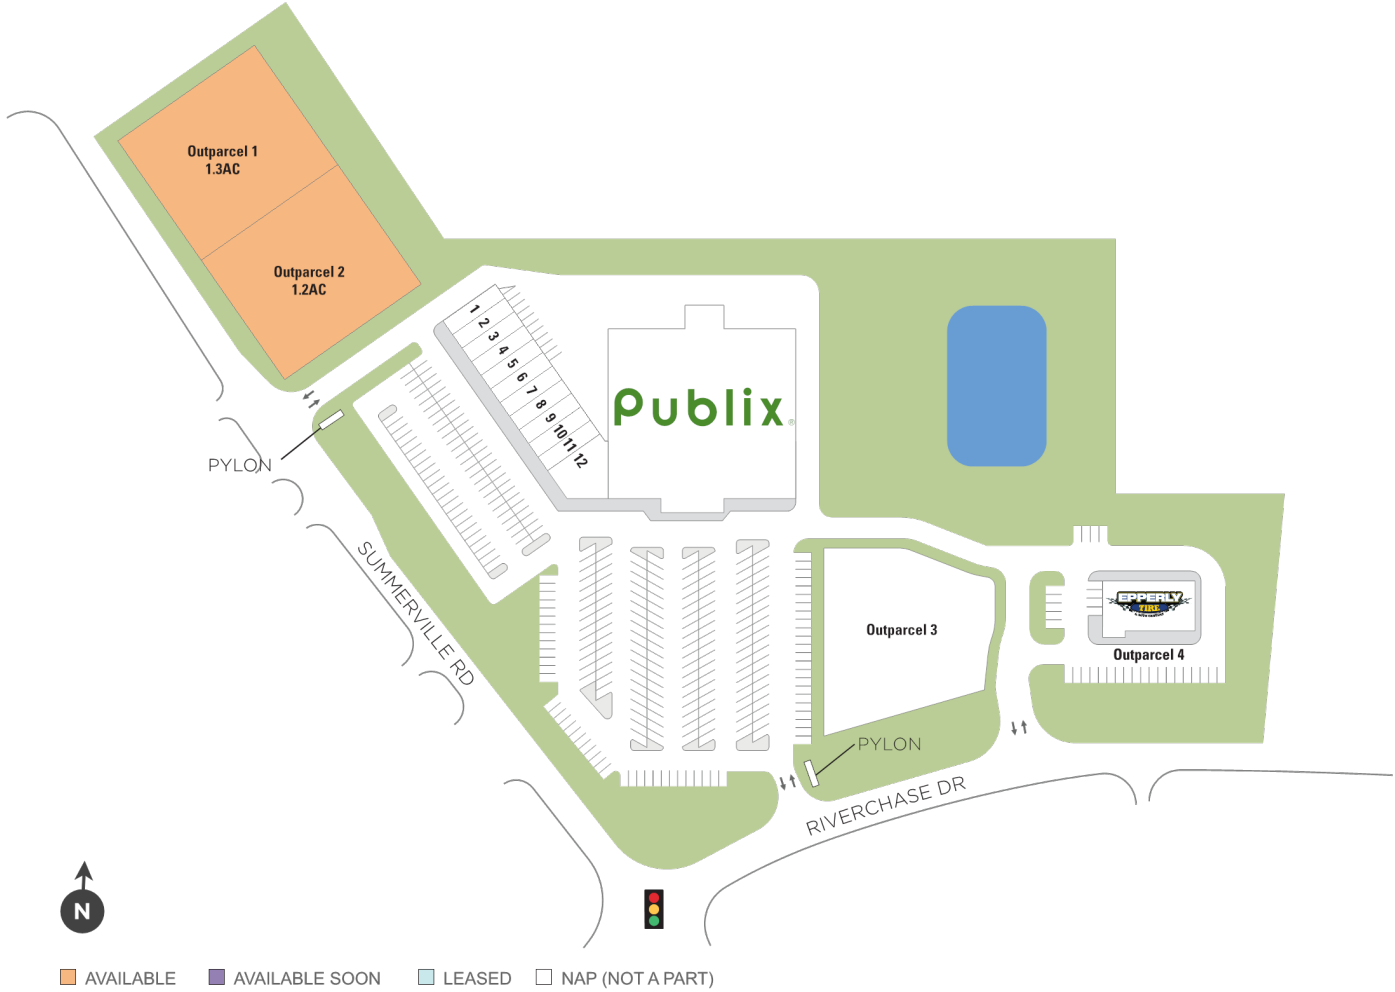 Outparcel 1
1.3AC
Outparcel 2
1.2AC
1
2
3
4
5
6
7
8
9
10
11
12
Publix®
PYLON
SUMMERVILLE RD
EPPERLY
TIRE
Outparcel 3
Outparcel 4
PYLON
RIVERCHASE DR
N
AVAILABLE
AVAILABLE SOON
LEASED
NAP (NOT A PART)